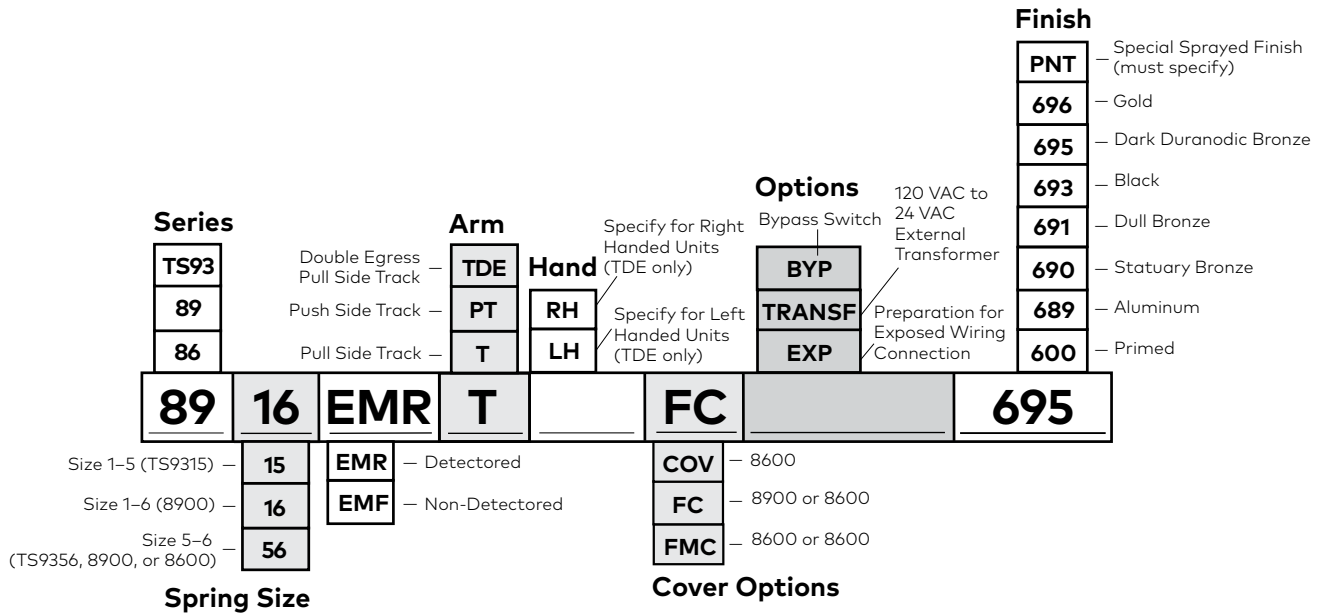 Finish
PNT
Special Sprayed Finish
(must specify)
696
Gold
695
Dark Duranodic Bronze
693
Black
691
Dull Bronze
690
Statuary Bronze
689
Aluminum
600
Primed
Series
TS93
89
86
Arm
Double Egress
Pull Side Track
TDE
Push Side Track
PT
Pull Side Track
T
Hand
RH
LH
Specify for Right
Handed Units
(TDE only)
Specify for Left
Handed Units
(TDE only)
Options
Bypass Switch
BYP
TRANSF
EXP
120 VAC to
24 VAC
External
Transformer
Preparation for
Exposed Wiring
Connection
89
16
EMR
T
FC
695
Size 1–5 (TS9315)
15
Size 1–6 (8900)
16
Size 5–6
(TS9356, 8900, or 8600)
56
Spring Size
EMR
Detectored
EMF
Non-Detectored
COV
8600
FC
8900 or 8600
FMC
8600 or 8600
Cover Options